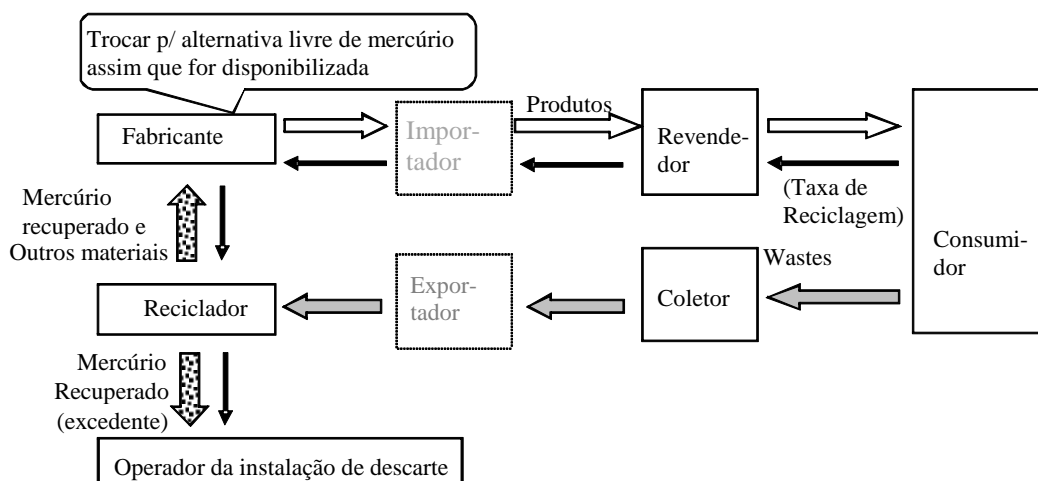 Trocar p/ alternativa livre de mercúrio
assim que for disponibilizada
Fabricante
Impor-
tador
Produtos
Revende-
dor
(Taxa de
Reciclagem)
Consumi-
dor
Mercúrio
recuperado e
Outros materiais
Reciclador
Expor-
tador
Coletor
Wastes
Mercúrio
Recuperado
(excedente)
Operador da instalação de descarte